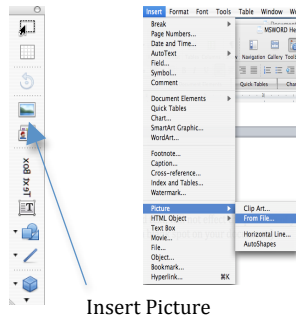 Text Box
T
Insert Format Font Tools Table Window
MSWORD
Break
Page Numbers...
Date and Time...
AutoText
Field...
Symbol...
Comment
Navigation Gallery
Quick Tables
Document Elements
Quick Tables
Chart...
SmartArt Graphic...
WordArt...
Footnote...
Caption...
Cross-reference...
Index and Tables...
Watermark...
Picture
HTML Object
Text Box
Movie...
File...
Object...
Bookmark...
Hyperlink... ⌘K
Clip Art...
From File...
Horizontal Line...
AutoShapes
Insert Picture